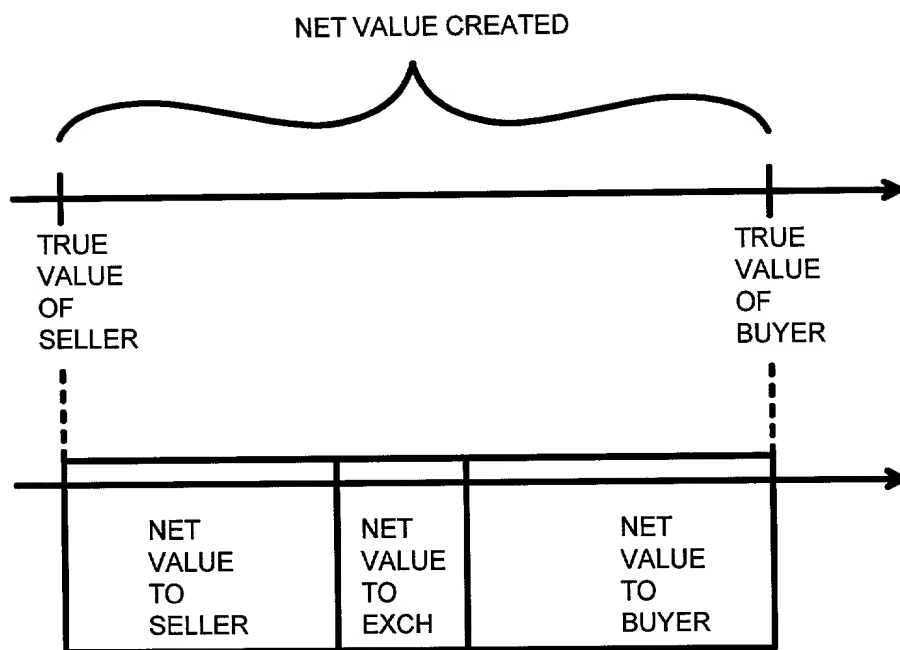 NET VALUE CREATED
TRUE
VALUE
OF
SELLER
TRUE
VALUE
OF
BUYER
NET
VALUE
TO
SELLER
NET
VALUE
TO
EXCH
NET
VALUE
TO
BUYER